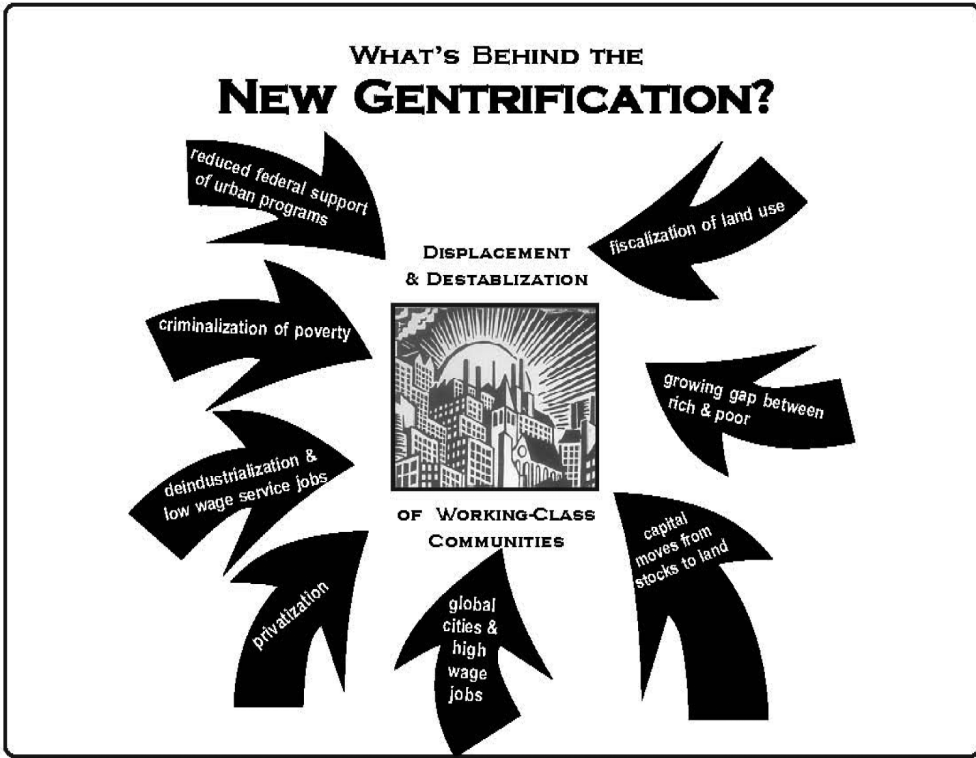 WHAT'S BEHIND THE
NEW GENTRIFICATION?
reduced federal support
of urban programs
fiscalization of land use
DISPLACEMENT
& DESTABLIZATION
criminalization of poverty
growing gap between
rich & poor
deindustrialization &
low wage service jobs
OF WORKING-CLASS
COMMUNITIES
capital
moves from
stocks to land
privatization
global
cities &
high
wage
jobs